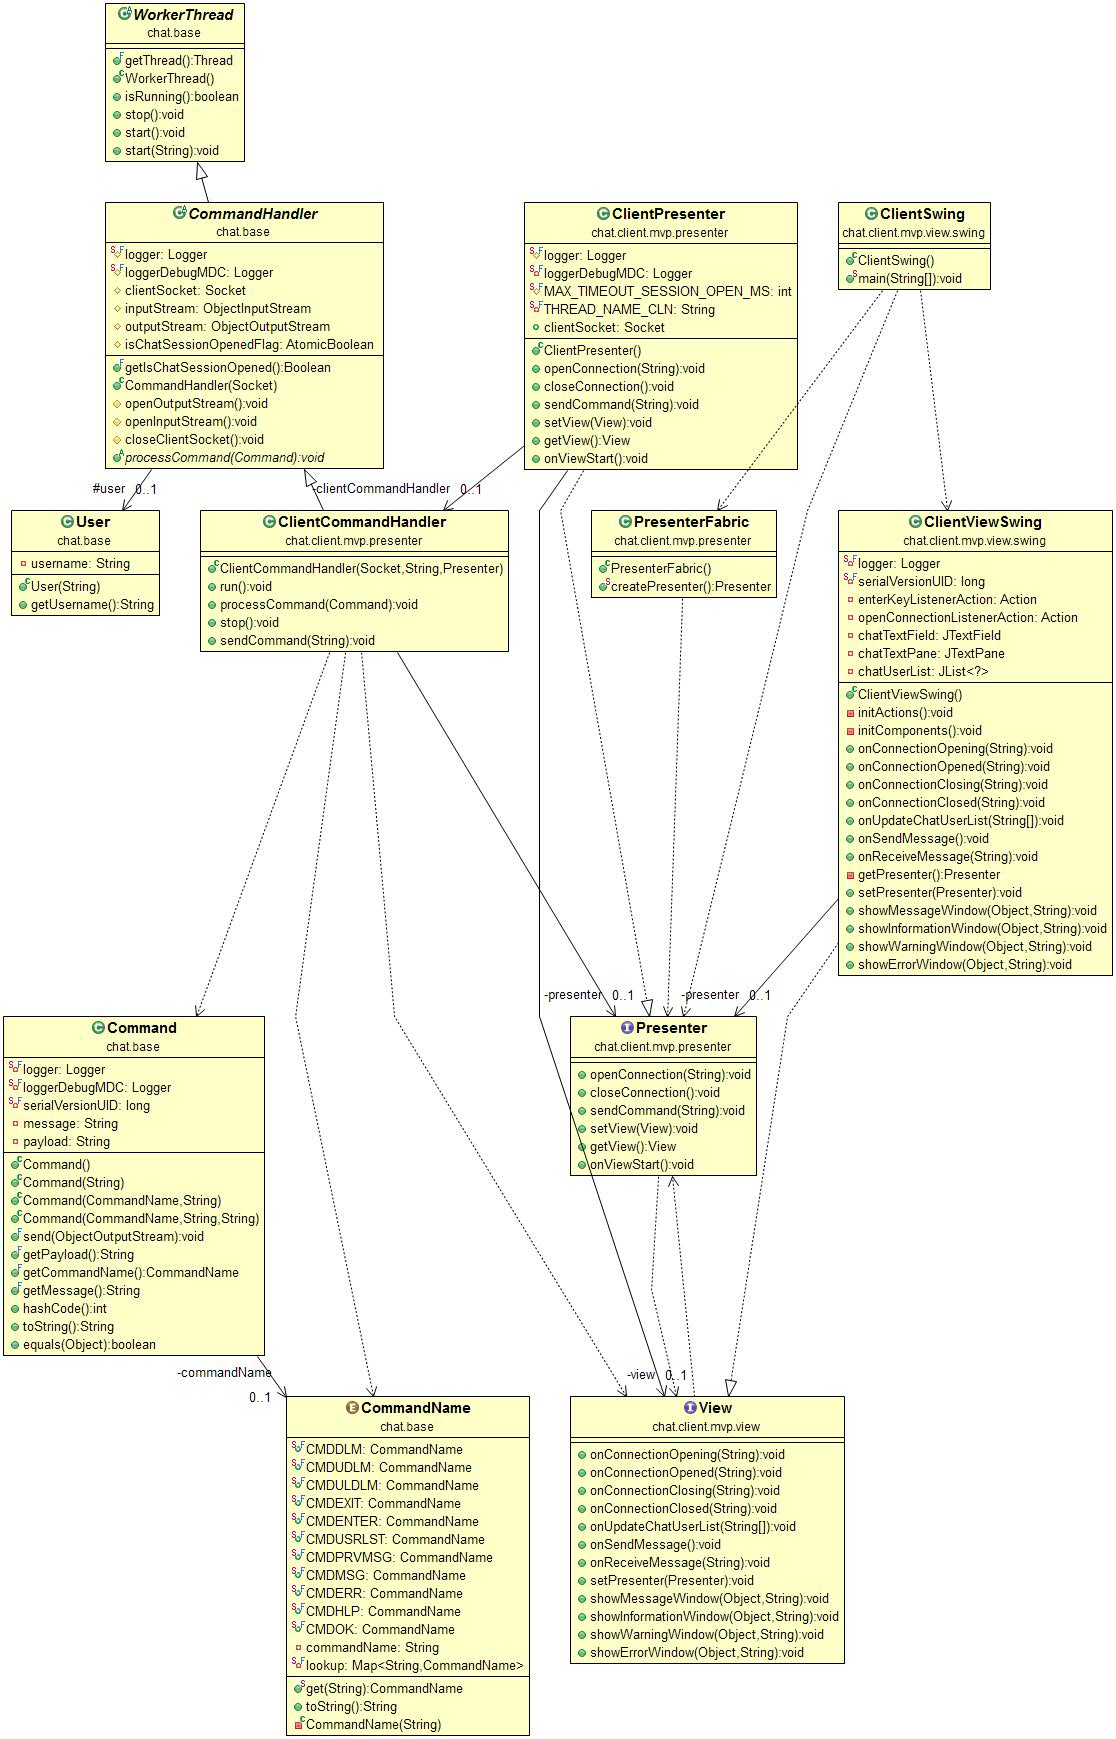 WorkerThread
chat.base
getThread():Thread
WorkerThread()
isRunning():boolean
stop():void
start():void
start(String):void
CommandHandler
chat.base
logger: Logger
loggerDebugMDC: Logger
clientSocket: Socket
inputStream: ObjectInputStream
outputStream: ObjectOutputStream
isChatSessionOpenedFlag: AtomicBoolean
getIsChatSessionOpened():Boolean
CommandHandler(Socket)
openOutputStream():void
openInputStream():void
closeClientSocket():void
processCommand(Command):void
ClientPresenter
chat.client.mvp.presenter
logger: Logger
loggerDebugMDC: Logger
MAX_TIMEOUT_SESSION_OPEN_MS: int
THREAD_NAME_CLN: String
clientSocket: Socket
ClientPresenter()
openConnection(String):void
closeConnection():void
sendCommand(String):void
setView(View):void
getView():View
onViewStart():void
ClientSwing
chat.client.mvp.view.swing
ClientSwing()
main(String[]):void
#user 0..1
-clientCommandHandler 0..1
User
chat.base
username: String
User(String)
getUsername():String
ClientCommandHandler
chat.client.mvp.presenter
ClientCommandHandler(Socket,String,Presenter)
run():void
processCommand(Command):void
stop():void
sendCommand(String):void
PresenterFabric
chat.client.mvp.presenter
PresenterFabric()
createPresenter():Presenter
ClientViewSwing
chat.client.mvp.view.swing
logger: Logger
serialVersionUID: long
enterKeyListenerAction: Action
openConnectionListenerAction: Action
chatTextField: JTextField
chatTextPane: JTextPane
chatUserList: JList<?>
ClientViewSwing()
initActions():void
initComponents():void
onConnectionOpening(String):void
onConnectionOpened(String):void
onConnectionClosing(String):void
onConnectionClosed(String):void
onUpdateChatUserList(String[]):void
onSendMessage():void
onReceiveMessage(String):void
getPresenter():Presenter
setPresenter(Presenter):void
showMessageWindow(Object,String):void
showInformationWindow(Object,String):void
showWarningWindow(Object,String):void
showErrorWindow(Object,String):void
-presenter 0..1
-presenter 0..1
Command
chat.base
logger: Logger
loggerDebugMDC: Logger
serialVersionUID: long
message: String
payload: String
Command()
Command(String)
Command(CommandName,String)
Command(CommandName,String,String)
send(ObjectOutputStream):void
getPayload():String
getCommandName():CommandName
getMessage():String
hashCode():int
toString():String
equals(Object):boolean
Presenter
chat.client.mvp.presenter
openConnection(String):void
closeConnection():void
sendCommand(String):void
setView(View):void
getView():View
onViewStart():void
-commandName
0..1
-view 0..1
CommandName
chat.base
CMDDLM: CommandName
CMDUDLM: CommandName
CMDULDLM: CommandName
CMDEXIT: CommandName
CMDENTER: CommandName
CMDUSRLST: CommandName
CMDPRVMSG: CommandName
CMDMSG: CommandName
CMDERR: CommandName
CMDHLP: CommandName
CMDOK: CommandName
commandName: String
lookup: Map<String,CommandName>
get(String):CommandName
toString():String
CommandName(String)
View
chat.client.mvp.view
onConnectionOpening(String):void
onConnectionOpened(String):void
onConnectionClosing(String):void
onConnectionClosed(String):void
onUpdateChatUserList(String[]):void
onSendMessage():void
onReceiveMessage(String):void
setPresenter(Presenter):void
showMessageWindow(Object,String):void
showInformationWindow(Object,String):void
showWarningWindow(Object,String):void
showErrorWindow(Object,String):void